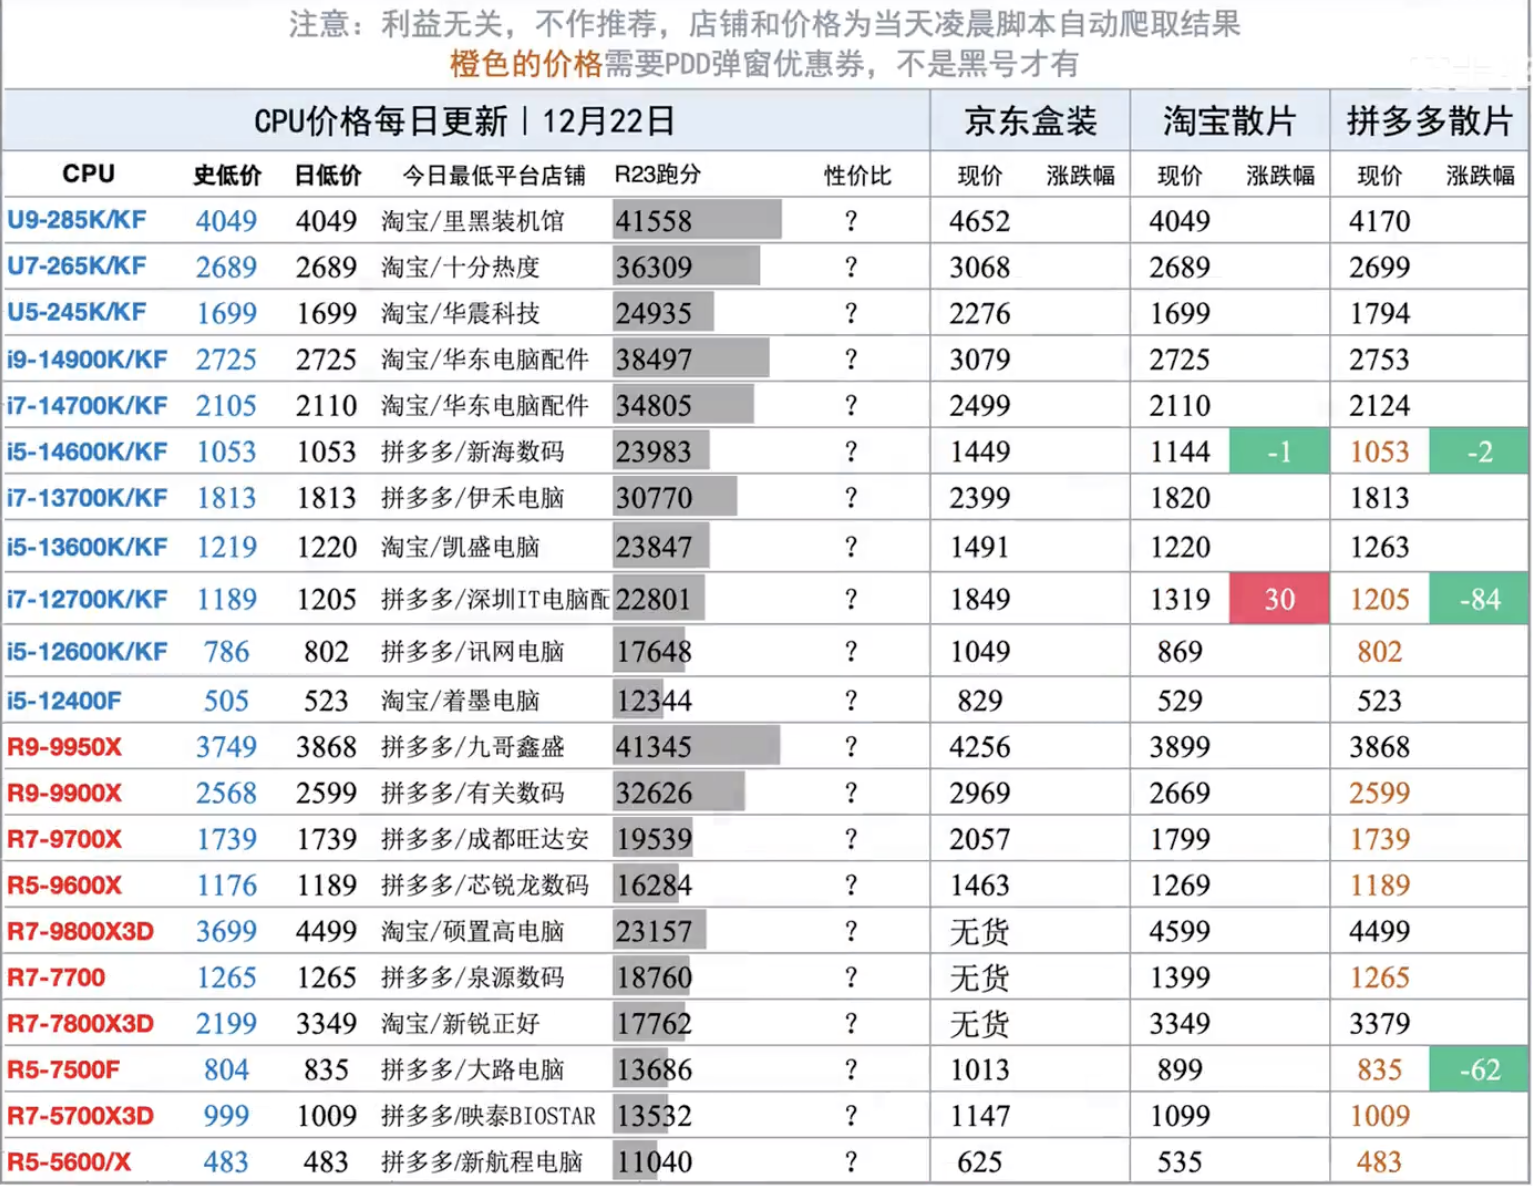 注意：利益无关，不作推荐，店铺和价格为当天凌晨脚本自动爬取结果
橙色的价格需要PDD弹窗优惠券，不是黑号才有
CPU价格每日更新｜12月22日 京东盒装 淘宝散片 拼多多散片
CPU 史低价 日低价 今日最低平台店铺 R23跑分 性价比 现价 涨跌幅 现价 涨跌幅 现价 涨跌幅
U9-285K/KF 4049 4049 淘宝/里黑装机馆 41558 ? 4652 4049 4170
U7-265K/KF 2689 2689 淘宝/十分热度 36309 ? 3068 2689 2699
U5-245K/KF 1699 1699 淘宝/华震科技 24935 ? 2276 1699 1794
i9-14900K/KF 2725 2725 淘宝/华东电脑配件 38497 ? 3079 2725 2753
i7-14700K/KF 2105 2110 淘宝/华东电脑配件 34805 ? 2499 2110 2124
i5-14600K/KF 1053 1053 拼多多/新海数码 23983 ? 1449 1144 -1 1053 -2
i7-13700K/KF 1813 1813 拼多多/伊禾电脑 30770 ? 2399 1820 1813
i5-13600K/KF 1219 1220 淘宝/凯盛电脑 23847 ? 1491 1220 1263
i7-12700K/KF 1189 1205 拼多多/深圳IT电脑配 22801 ? 1849 1319 30 1205 -84
i5-12600K/KF 786 802 拼多多/讯网电脑 17648 ? 1049 869 802
i5-12400F 505 523 淘宝/着墨电脑 12344 ? 829 529 523
R9-9950X 3749 3868 拼多多/九哥鑫盛 41345 ? 4256 3899 3868
R9-9900X 2568 2599 拼多多/有关数码 32626 ? 2969 2669 2599
R7-9700X 1739 1739 拼多多/成都旺达安 19539 ? 2057 1799 1739
R5-9600X 1176 1189 拼多多/芯锐龙数码 16284 ? 1463 1269 1189
R7-9800X3D 3699 4499 淘宝/硕置高电脑 23157 ? 无货 4599 4499
R7-7700 1265 1265 拼多多/泉源数码 18760 ? 无货 1399 1265
R7-7800X3D 2199 3349 淘宝/新锐正好 17762 ? 无货 3349 3379
R5-7500F 804 835 拼多多/大路电脑 13686 ? 1013 899 835 -62
R7-5700X3D 999 1009 拼多多/映泰BIOSTAR 13532 ? 1147 1099 1009
R5-5600/X 483 483 拼多多/新航程电脑 11040 ? 625 535 483